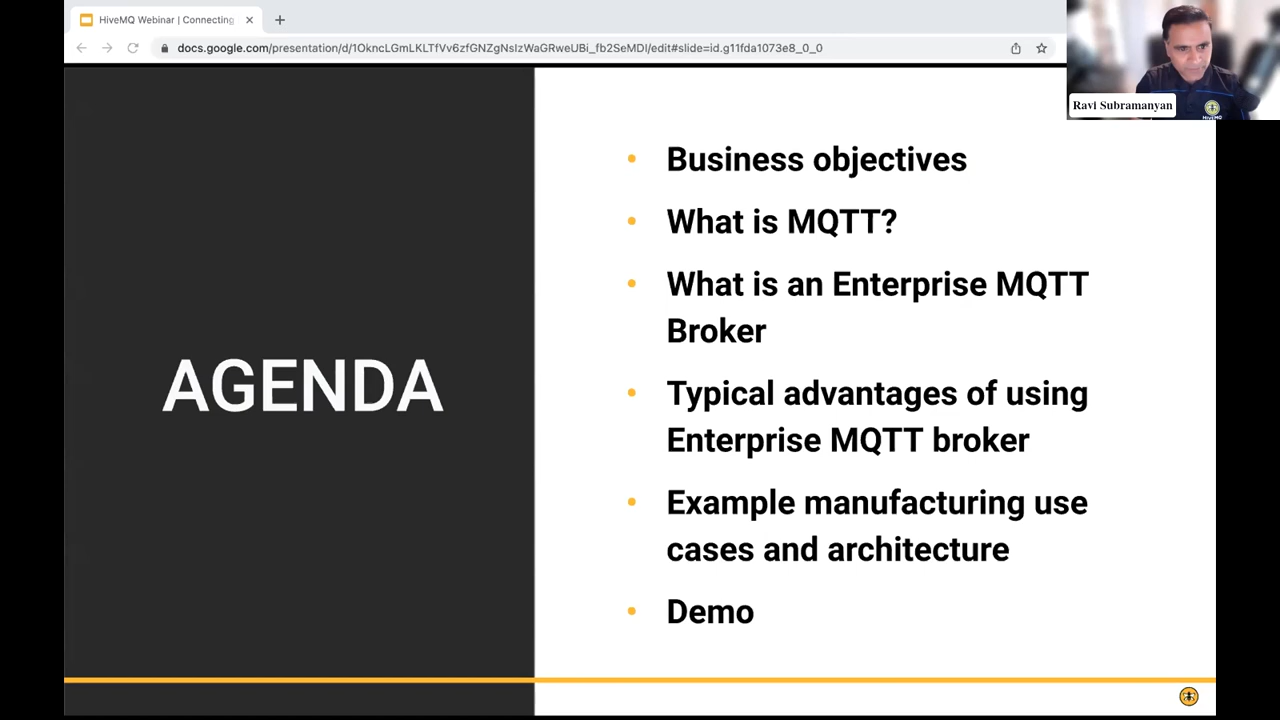 HiveMQ Webinar | Connecting
docs.google.com/presentation/d/1OkncLGmLKLTfVv6zfGNZgNsIzWaGRweUBi_fb2SeMDI/edit#slide=id.g11fda1073e8_0_0
Ravi Subramanyan
HiveMQ
AGENDA
• Business objectives
• What is MQTT?
• What is an Enterprise MQTT
Broker
• Typical advantages of using
Enterprise MQTT broker
• Example manufacturing use
cases and architecture
• Demo